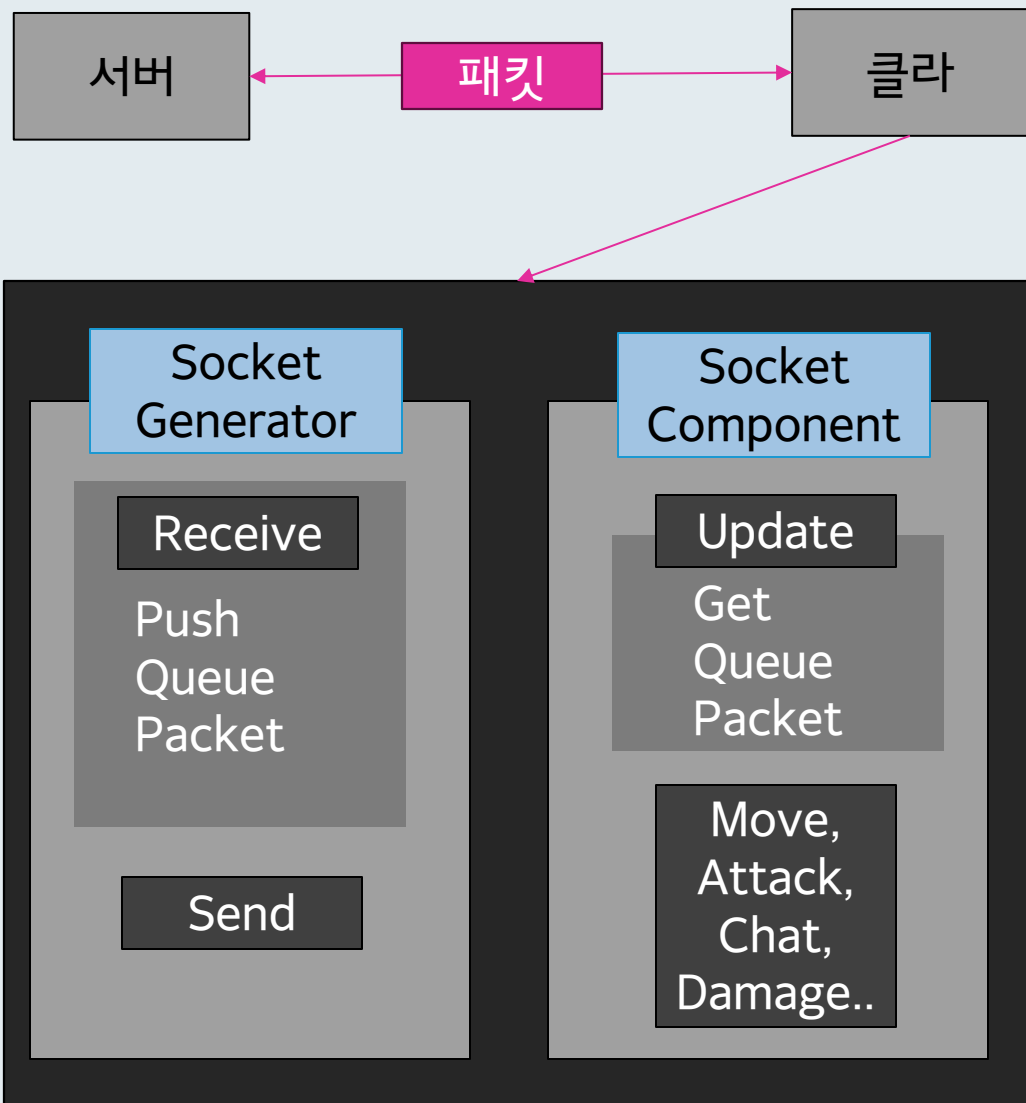 서버
패킷
클라
Socket
Generator
Receive
Push
Queue
Packet
Send
Socket
Component
Update
Get
Queue
Packet
Move,
Attack,
Chat,
Damage..